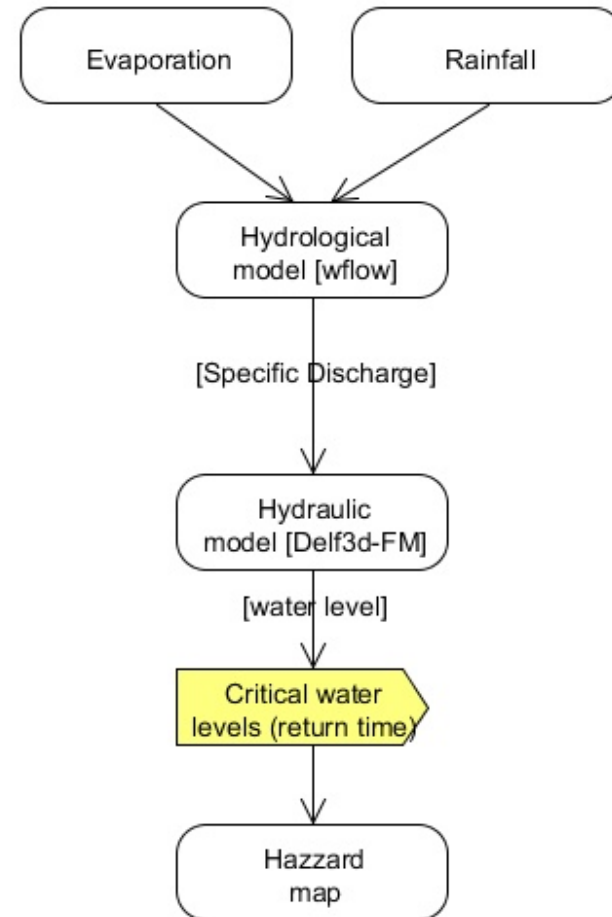 Evaporation
Rainfall
Hydrological
model [wflow]
[Specific Discharge]
Hydraulic
model [Delf3d-FM]
[water level]
Critical water
levels (return time)
Hazzard
map